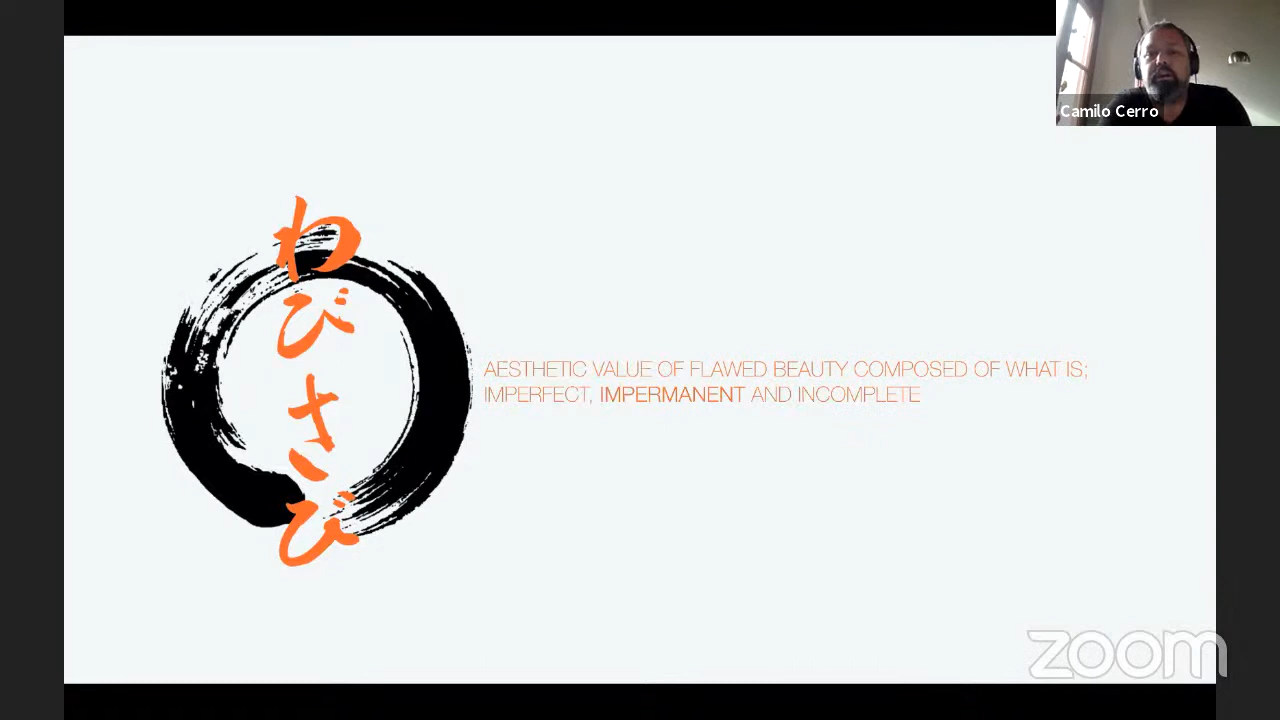 Camilo Cerro
わびさび
AESTHETIC VALUE OF FLAWED BEAUTY COMPOSED OF WHAT IS;
IMPERFECT, IMPERMANENT AND INCOMPLETE
zoom